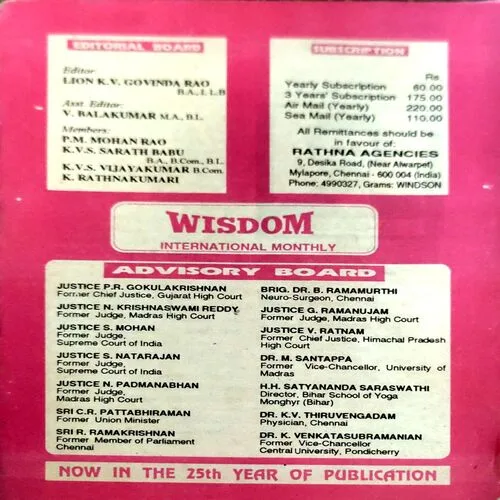 EDITORIAL BOARD
Editor
LION K.V. GOVINDA RAO
B.A., I.L.B
Asst. Editor:
V. BALAKUMAR M.A., B.L.
Members:
P.M. MOHAN RAO
K.V.S. SARATH BABU
B.A., B.Com., B.L.
K.V.S. VIJAYAKUMAR B.Com.
K. RATHNAKUMARI
SUBSCRIPTION
Rs
Yearly Subscription 60.00
3 Years' Subscription 175.00
Air Mail (Yearly) 220.00
Sea Mail (Yearly) 110.00
All Remittances should be
in favour of:
RATHNA AGENCIES
9, Desika Road, (Near Alwarpet)
Mylapore, Chennai - 600 004 (India)
Phone: 4990327, Grams: WINDSON
WISDOM
INTERNATIONAL MONTHLY
ADVISORY BOARD
JUSTICE P.R. GOKULAKRISHNAN
Former Chief Justice, Gujarat High Court
JUSTICE N. KRISHNASWAMI REDDY
Former Judge, Madras High Court
JUSTICE S. MOHAN
Former Judge,
Supreme Court of India
JUSTICE S. NATARAJAN
Former Judge,
Supreme Court of India
JUSTICE N. PADMANABHAN
Former Judge,
Madras High Court
SRI C.R. PATTABHIRAMAN
Former Union Minister
SRI R. RAMAKRISHNAN
Former Member of Parliament
Chennai
BRIG. DR. B. RAMAMURTHI
Neuro-Surgeon, Chennai
JUSTICE G. RAMANUJAM
Former Judge, Madras High Court
JUSTICE V. RATNAM
Former Chief Justice, Himachal Pradesh
High Court
DR. M. SANTAPPA
Former Vice-Chancellor, University of
Madras
H.H. SATYANANDA SARASWATHI
Director, Bihar School of Yoga
Monghyr (Bihar)
DR. K.V. THIRUVENGADAM
Physician, Chennai
DR. K. VENKATASUBRAMANIAN
Former Vice-Chancellor
Central University, Pondicherry
NOW IN THE 25th YEAR OF PUBLICATION